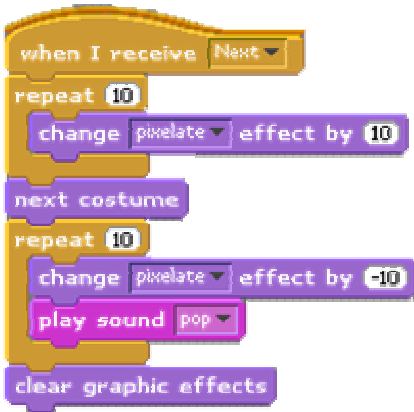 when I receive Next
repeat 10
change pixelate effect by 10
next costume
repeat 10
change pixelate effect by -10
play sound pop
clear graphic effects